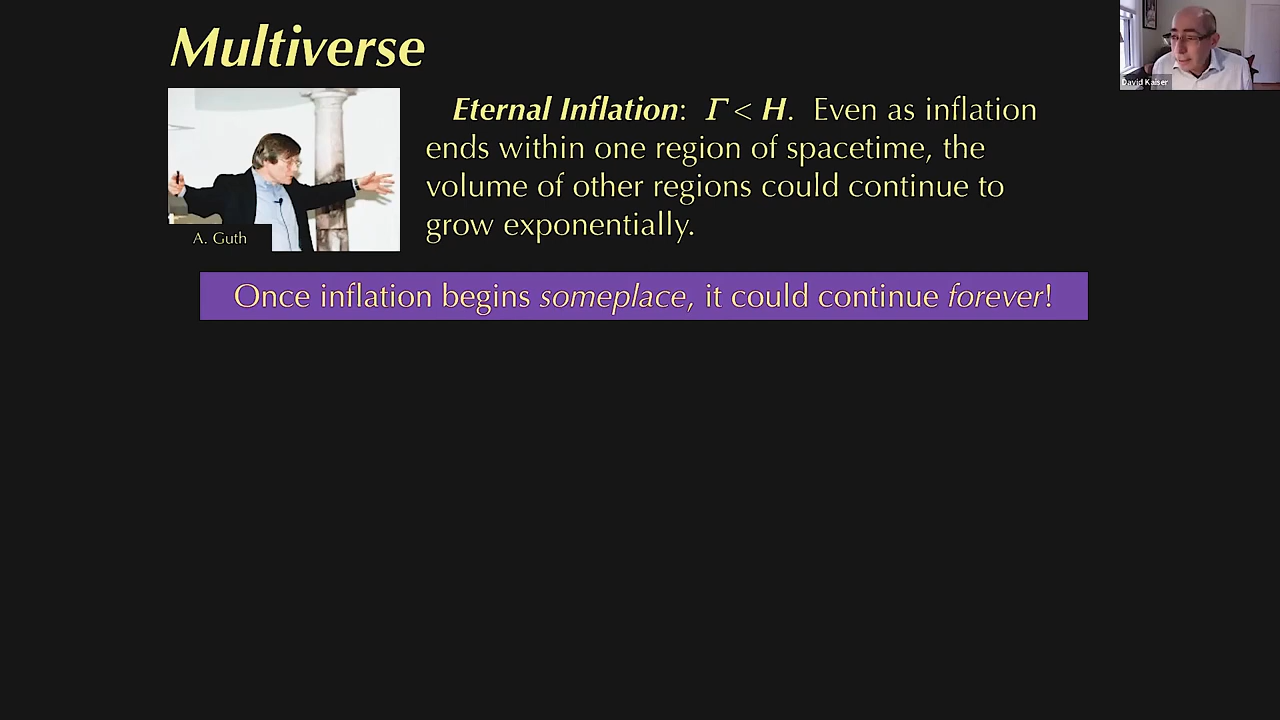 Multiverse
David Kaiser
Eternal Inflation: Γ < H. Even as inflation
ends within one region of spacetime, the
volume of other regions could continue to
grow exponentially.
A. Guth
Once inflation begins someplace, it could continue forever!